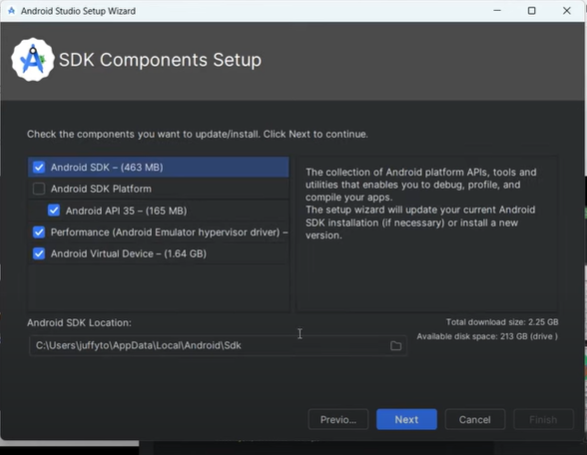 Android Studio Setup Wizard
SDK Components Setup
Check the components you want to update/install. Click Next to continue.
Android SDK – (463 MB)
Android SDK Platform
Android API 35 – (165 MB)
Performance (Android Emulator hypervisor driver) –
Android Virtual Device – (1.64 GB)
The collection of Android platform APIs, tools and
utilities that enables you to debug, profile, and
compile your apps.
The setup wizard will update your current Android
SDK installation (if necessary) or install a new
version.
Android SDK Location:
C:\Users\juffyto\AppData\Local\Android\Sdk
Total download size: 2.25 GB
Available disk space: 213 GB (drive )
Previo...
Next
Cancel
Finish